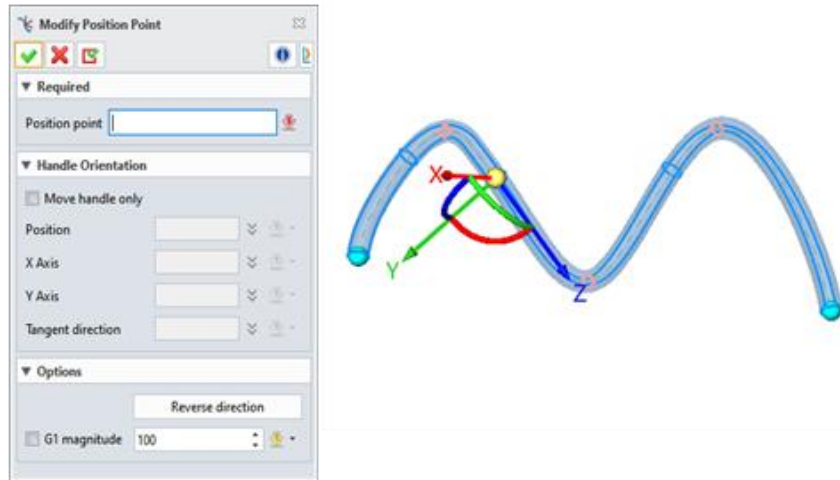 Modify Position Point
Required
Position point
Handle Orientation
Move handle only
Position
X Axis
Y Axis
Tangent direction
Options
Reverse direction
G1 magnitude 100
X
Y
Z